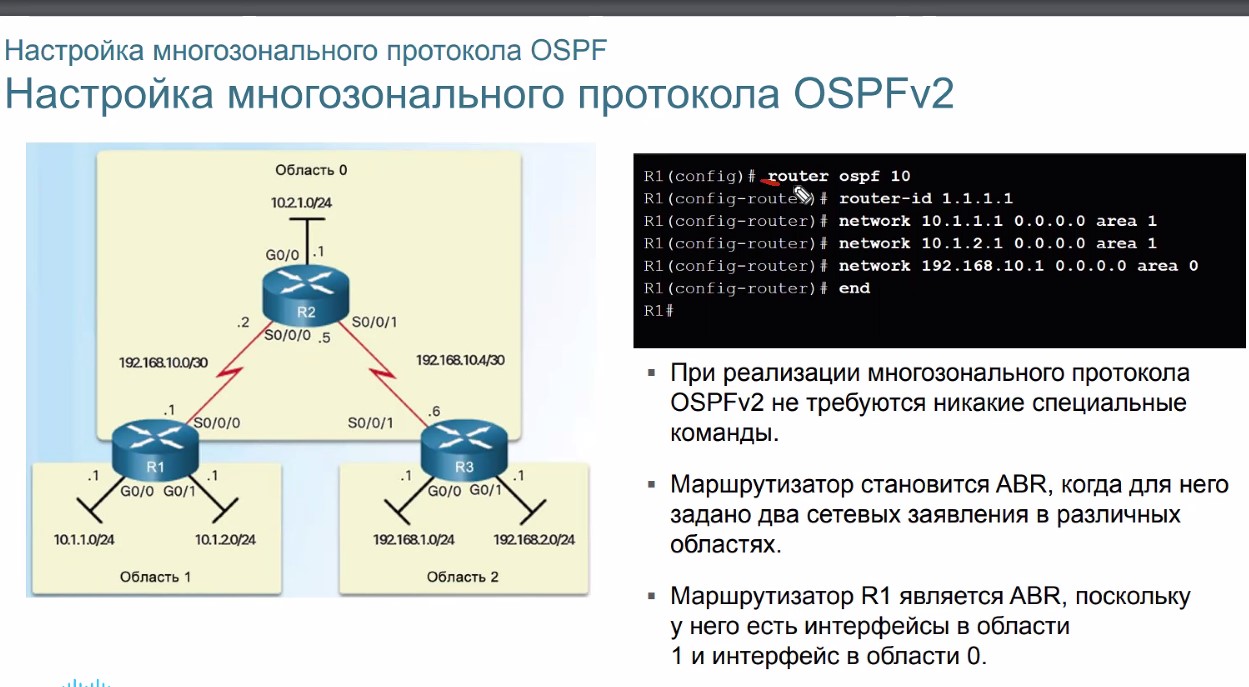 Настройка многозонального протокола OSPF
Настройка многозонального протокола OSPFv2
Область 0
10.2.1.0/24
G0/0 .1
R2
.2 S0/0/0 .5 S0/0/1
192.168.10.0/30
192.168.10.4/30
.1 S0/0/0
S0/0/1 .6
R1
R3
.1 G0/0 G0/1 .1
.1 G0/0 G0/1 .1
10.1.1.0/24
10.1.2.0/24
192.168.1.0/24
192.168.2.0/24
Область 1
Область 2
R1(config)# router ospf 10
R1(config-router)# router-id 1.1.1.1
R1(config-router)# network 10.1.1.1 0.0.0.0 area 1
R1(config-router)# network 10.1.2.1 0.0.0.0 area 1
R1(config-router)# network 192.168.10.1 0.0.0.0 area 0
R1(config-router)# end
R1#
▪ При реализации многозонального протокола
OSPFv2 не требуются никакие специальные
команды.
▪ Маршрутизатор становится ABR, когда для него
задано два сетевых заявления в различных
областях.
▪ Маршрутизатор R1 является ABR, поскольку
у него есть интерфейсы в области
1 и интерфейс в области 0.